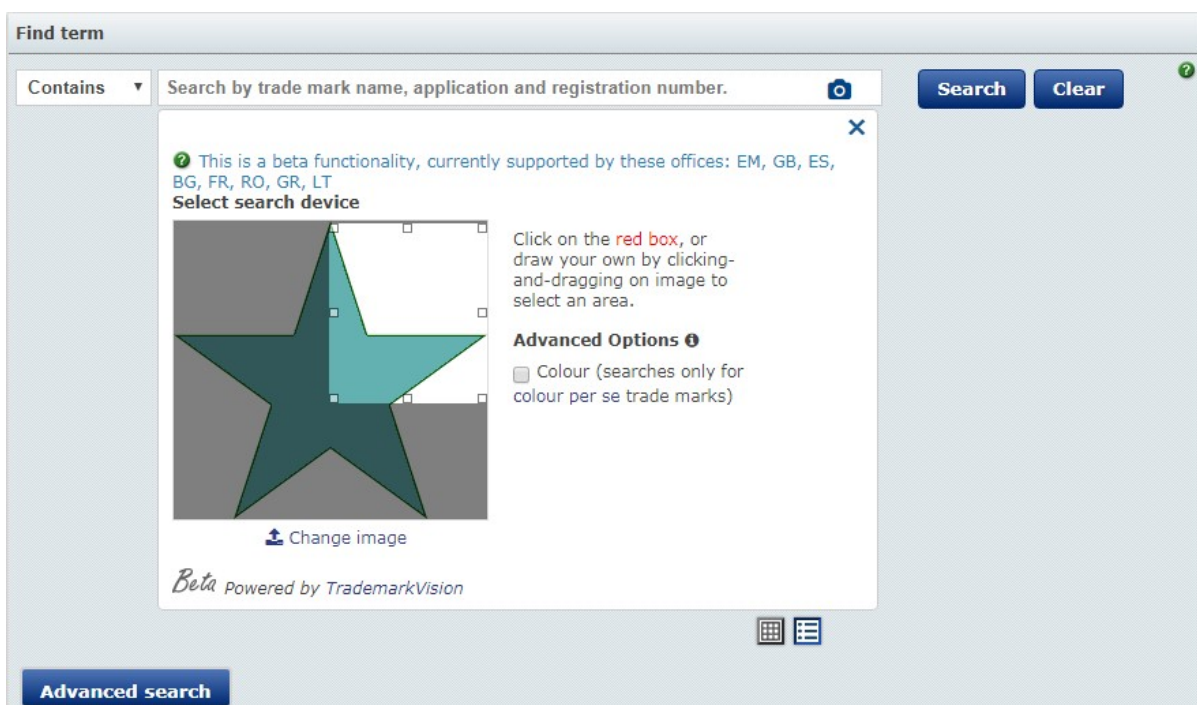 Find term
Contains
Search by trade mark name, application and registration number.
Search
Clear
This is a beta functionality, currently supported by these offices: EM, GB, ES,
BG, FR, RO, GR, LT
Select search device
Click on the red box, or
draw your own by clicking-
and-dragging on image to
select an area.
Advanced Options
Colour (searches only for
colour per se trade marks)
Change image
Beta Powered by TrademarkVision
Advanced search